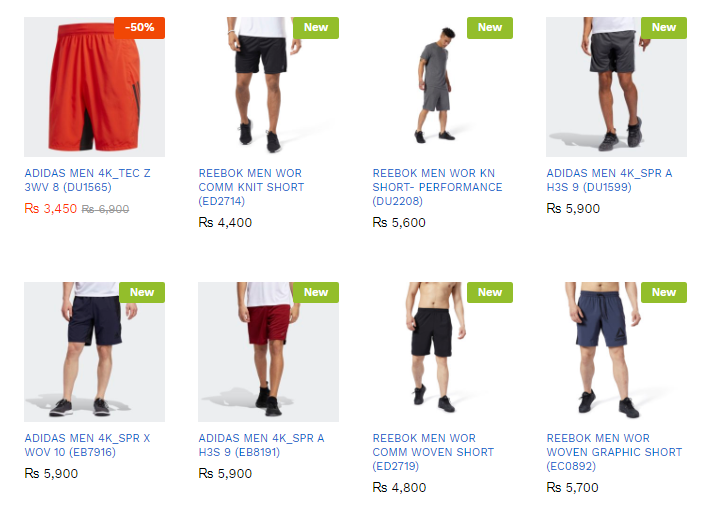 -50%
New
New
New
ADIDAS MEN 4K_TEC Z
3WV 8 (DU1565)
₨ 3,450 ₨ 6,900
REEBOK MEN WOR
COMM KNIT SHORT
(ED2714)
₨ 4,400
REEBOK MEN WOR KN
SHORT- PERFORMANCE
(DU2208)
₨ 5,600
ADIDAS MEN 4K_SPR A
H3S 9 (DU1599)
₨ 5,900
New
New
New
New
ADIDAS MEN 4K_SPR X
WOV 10 (EB7916)
₨ 5,900
ADIDAS MEN 4K_SPR A
H3S 9 (EB8191)
₨ 5,900
REEBOK MEN WOR
COMM WOVEN SHORT
(ED2719)
₨ 4,800
REEBOK MEN WOR
WOVEN GRAPHIC SHORT
(EC0892)
₨ 5,700